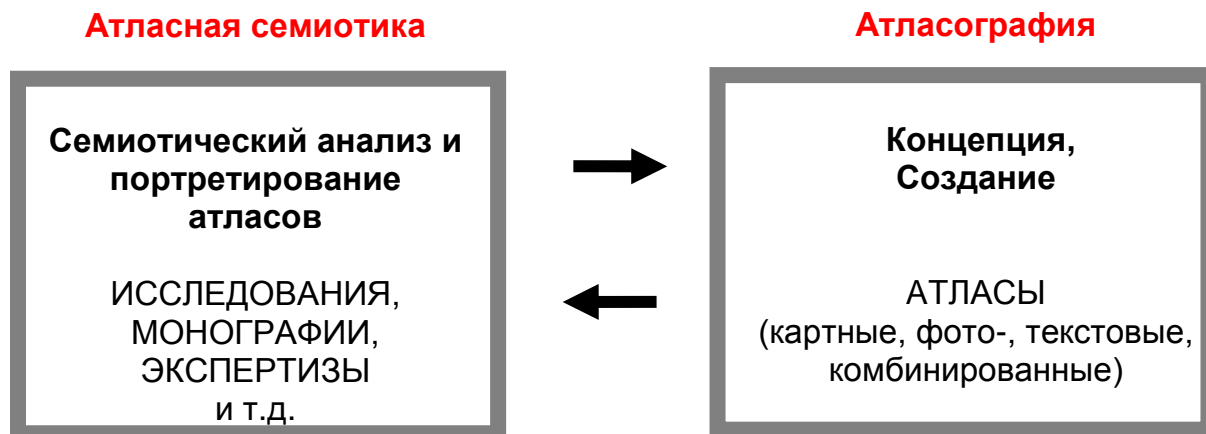 Атласная семиотика
Атласография
Семиотический анализ и
портретирование
атласов
ИССЛЕДОВАНИЯ,
МОНОГРАФИИ,
ЭКСПЕРТИЗЫ
и т.д.
Концепция,
Создание
АТЛАСЫ
(картные, фото-, текстовые,
комбинированные)